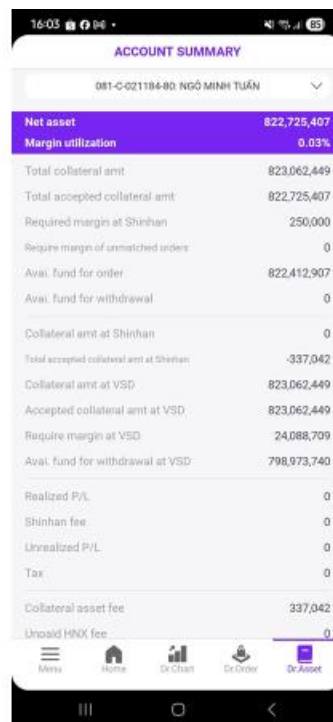 16:03
85
ACCOUNT SUMMARY
081-C-021184-80: NGÔ MINH TUẤN
Net asset 822,725,407
Margin utilization 0.03%
Total collateral amt 823,062,449
Total accepted collateral amt 822,725,407
Required margin at Shinhan 250,000
Require margin of unmatched orders 0
Avai. fund for order 822,412,907
Avai. fund for withdrawal 0
Collateral amt at Shinhan 0
Total accepted collateral amt at Shinhan -337,042
Collateral amt at VSD 823,062,449
Accepted collateral amt at VSD 823,062,449
Require margin at VSD 24,088,709
Avai. fund for withdrawal at VSD 798,973,740
Realized P/L 0
Shinhan fee 0
Unrealized P/L 0
Tax 0
Collateral asset fee 337,042
Unpaid HNX fee 0
Menu Home Dr.Chart Dr.Order Dr.Asset